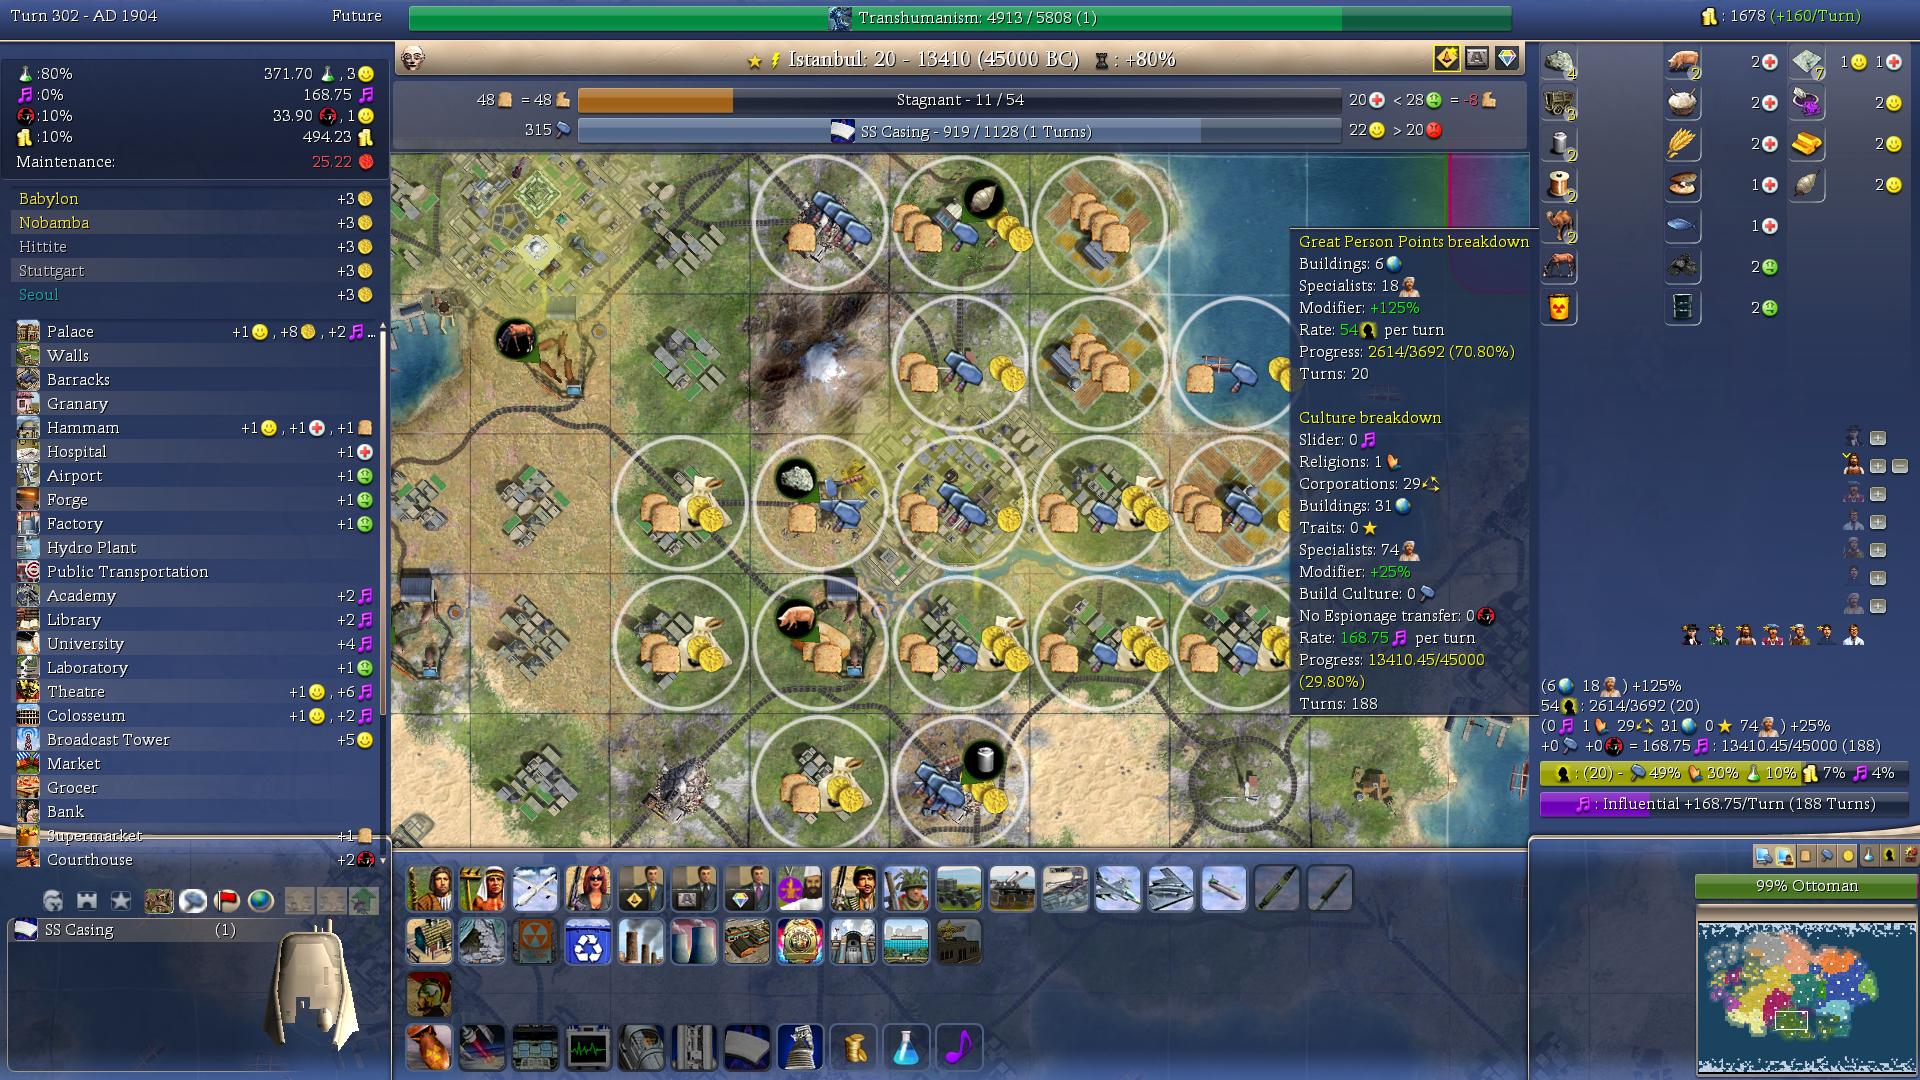 Turn 302 - AD 1904
Future
Transhumanism: 4913 / 5808 (1)
: 1678 (+160/Turn)
:80%
371.70 , 3
:0%
168.75
:10%
33.90 , 1
:10%
494.23
Maintenance:
25.22
Babylon
+3
Nobamba
+3
Hittite
+3
Stuttgart
+3
Seoul
+3
Palace
+1 , +8 , +2 ...
Walls
Barracks
Granary
Hammam
+1 , +1 , +1
Hospital
+1
Airport
+1
Forge
+1
Factory
+1
Hydro Plant
Public Transportation
Academy
+2
Library
+2
University
+4
Laboratory
+1
Theatre
+1 , +6
Colosseum
+1 , +2
Broadcast Tower
+5
Market
Grocer
Bank
Supermarket
+1
Courthouse
+2
SS Casing
(1)
Istanbul: 20 - 13410 (45000 BC)
: +80%
48 = 48
Stagnant - 11 / 54
20 < 28 = -8
315
SS Casing - 919 / 1128 (1 Turns)
22 > 20
Great Person Points breakdown
Buildings: 6
Specialists: 18
Modifier: +125%
Rate: 54 per turn
Progress: 2614/3692 (70.80%)
Turns: 20
Culture breakdown
Slider: 0
Religions: 1
Corporations: 29
Buildings: 31
Traits: 0
Specialists: 74
Modifier: +25%
Build Culture: 0
No Espionage transfer: 0
Rate: 168.75 per turn
Progress: 13410.45/45000
(29.80%)
Turns: 188
4
2
2
7
1 1
3
2
2
2
2
2
2
1
2
2
1
2
2
(6 18 ) +125%
54 : 2614/3692 (20)
(0 1 29 31 0 74 ) +25%
+0 +0 = 168.75 : 13410.45/45000 (188)
: (20) - 49% 30% 10% 7% 4%
: Influential +168.75/Turn (188 Turns)
99% Ottoman